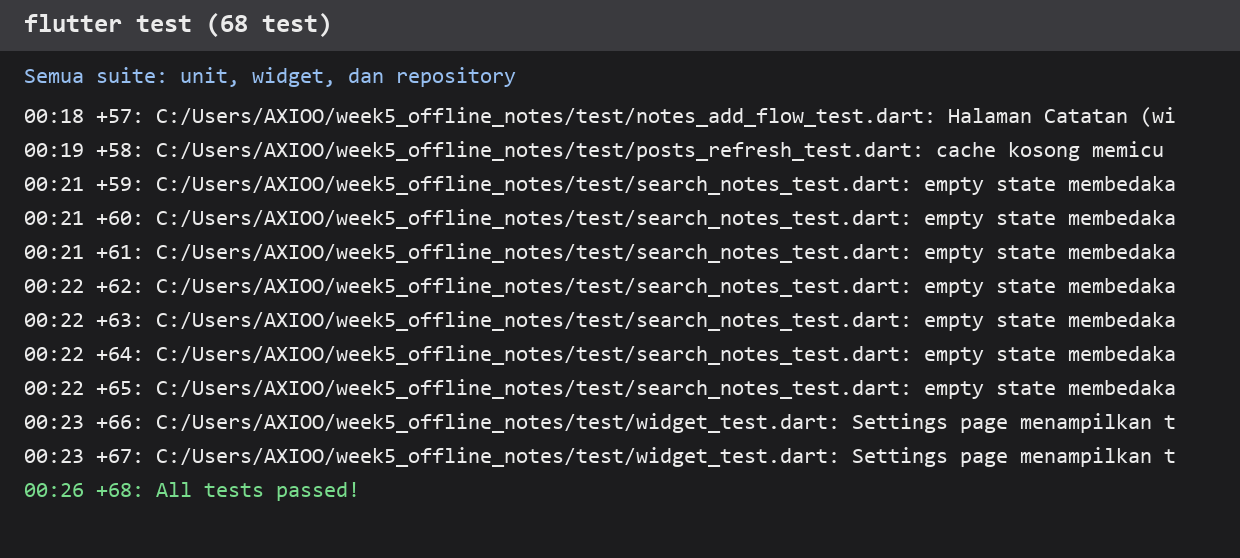 flutter test (68 test)
Semua suite: unit, widget, dan repository
00:18 +57: C:/Users/AXIOO/week5_offline_notes/test/notes_add_flow_test.dart: Halaman Catatan (wi
00:19 +58: C:/Users/AXIOO/week5_offline_notes/test/posts_refresh_test.dart: cache kosong memicu
00:21 +59: C:/Users/AXIOO/week5_offline_notes/test/search_notes_test.dart: empty state membedaka
00:21 +60: C:/Users/AXIOO/week5_offline_notes/test/search_notes_test.dart: empty state membedaka
00:21 +61: C:/Users/AXIOO/week5_offline_notes/test/search_notes_test.dart: empty state membedaka
00:22 +62: C:/Users/AXIOO/week5_offline_notes/test/search_notes_test.dart: empty state membedaka
00:22 +63: C:/Users/AXIOO/week5_offline_notes/test/search_notes_test.dart: empty state membedaka
00:22 +64: C:/Users/AXIOO/week5_offline_notes/test/search_notes_test.dart: empty state membedaka
00:22 +65: C:/Users/AXIOO/week5_offline_notes/test/search_notes_test.dart: empty state membedaka
00:23 +66: C:/Users/AXIOO/week5_offline_notes/test/widget_test.dart: Settings page menampilkan t
00:23 +67: C:/Users/AXIOO/week5_offline_notes/test/widget_test.dart: Settings page menampilkan t
00:26 +68: All tests passed!